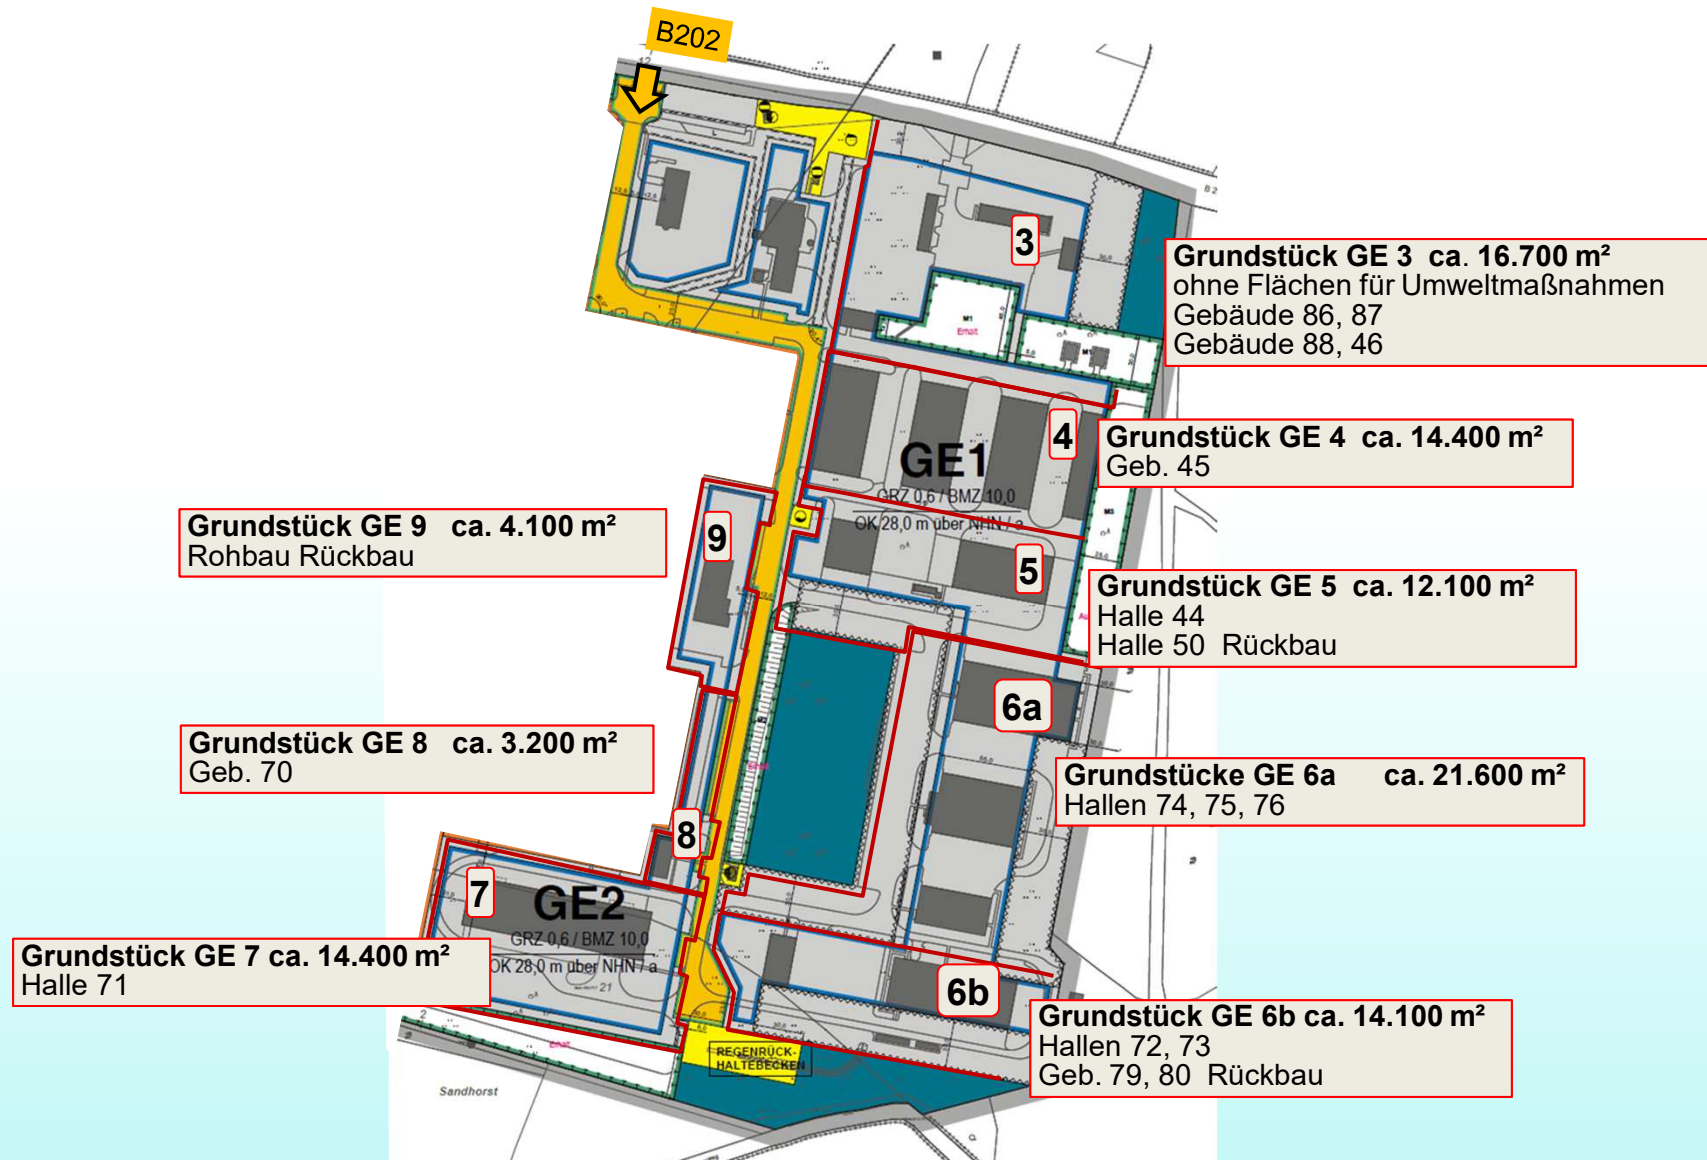 B202
3
Grundstück GE 3 ca. 16.700 m²
ohne Flächen für Umweltmaßnahmen
Gebäude 86, 87
Gebäude 88, 46
M1
Erhalt
4
Grundstück GE 4 ca. 14.400 m²
Geb. 45
GE1
GRZ 0,6 / BMZ 10,0
OK 28,0 m über NHN / a
M3
Grundstück GE 9 ca. 4.100 m²
Rohbau Rückbau
9
5
Grundstück GE 5 ca. 12.100 m²
Halle 44
Halle 50 Rückbau
6a
Grundstück GE 8 ca. 3.200 m²
Geb. 70
8
Grundstücke GE 6a ca. 21.600 m²
Hallen 74, 75, 76
7
GE2
GRZ 0,6 / BMZ 10,0
OK 28,0 m über NHN / a
21
Grundstück GE 7 ca. 14.400 m²
Halle 71
6b
Grundstück GE 6b ca. 14.100 m²
Hallen 72, 73
Geb. 79, 80 Rückbau
Erhalt
REGENRÜCK-
HALTEBECKEN
Sandhorst